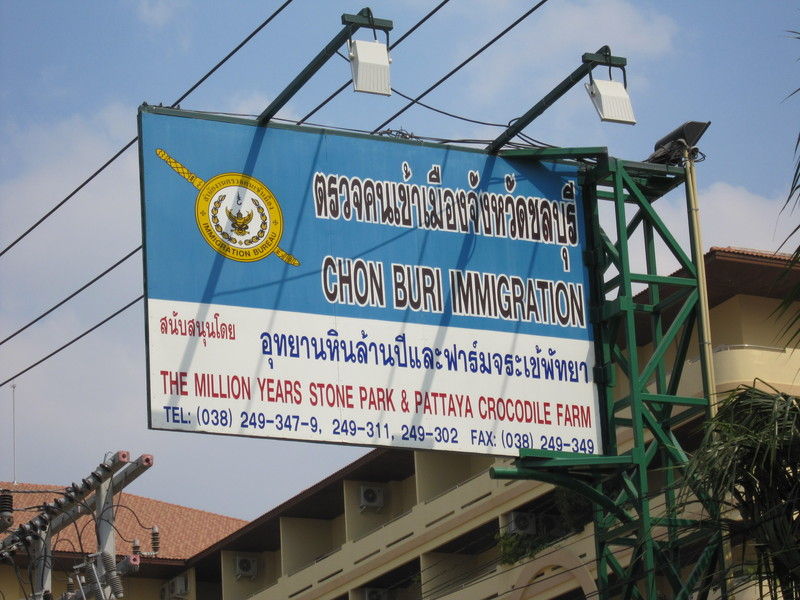 ตรวจคนเข้าเมืองจังหวัดชลบุรี
CHON BURI IMMIGRATION
IMMIGRATION BUREAU
สนับสนุนโดย
อุทยานหินล้านปีและฟาร์มจระเข้พัทยา
THE MILLION YEARS STONE PARK & PATTAYA CROCODILE FARM
TEL: (038) 249-347-9, 249-311, 249-302 FAX: (038) 249-349